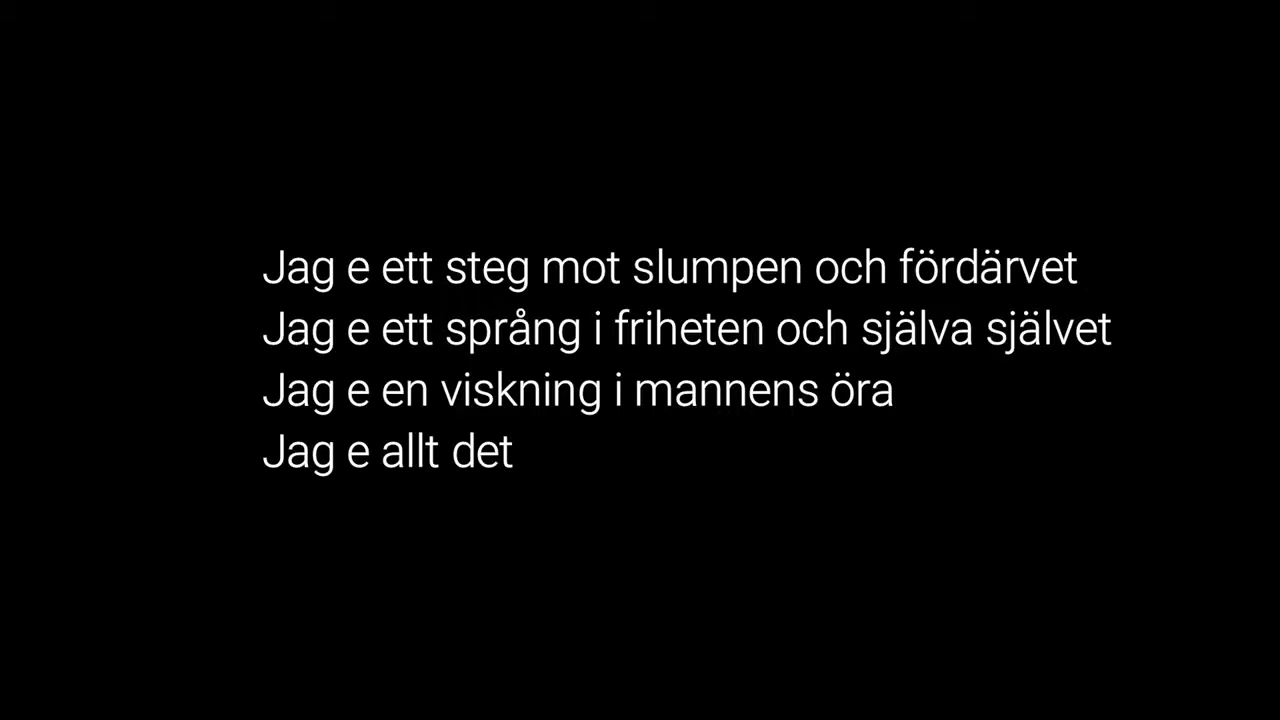 Jag e ett steg mot slumpen och fördärvet
Jag e ett språng i friheten och själva självet
Jag e en viskning i mannens öra
Jag e allt det